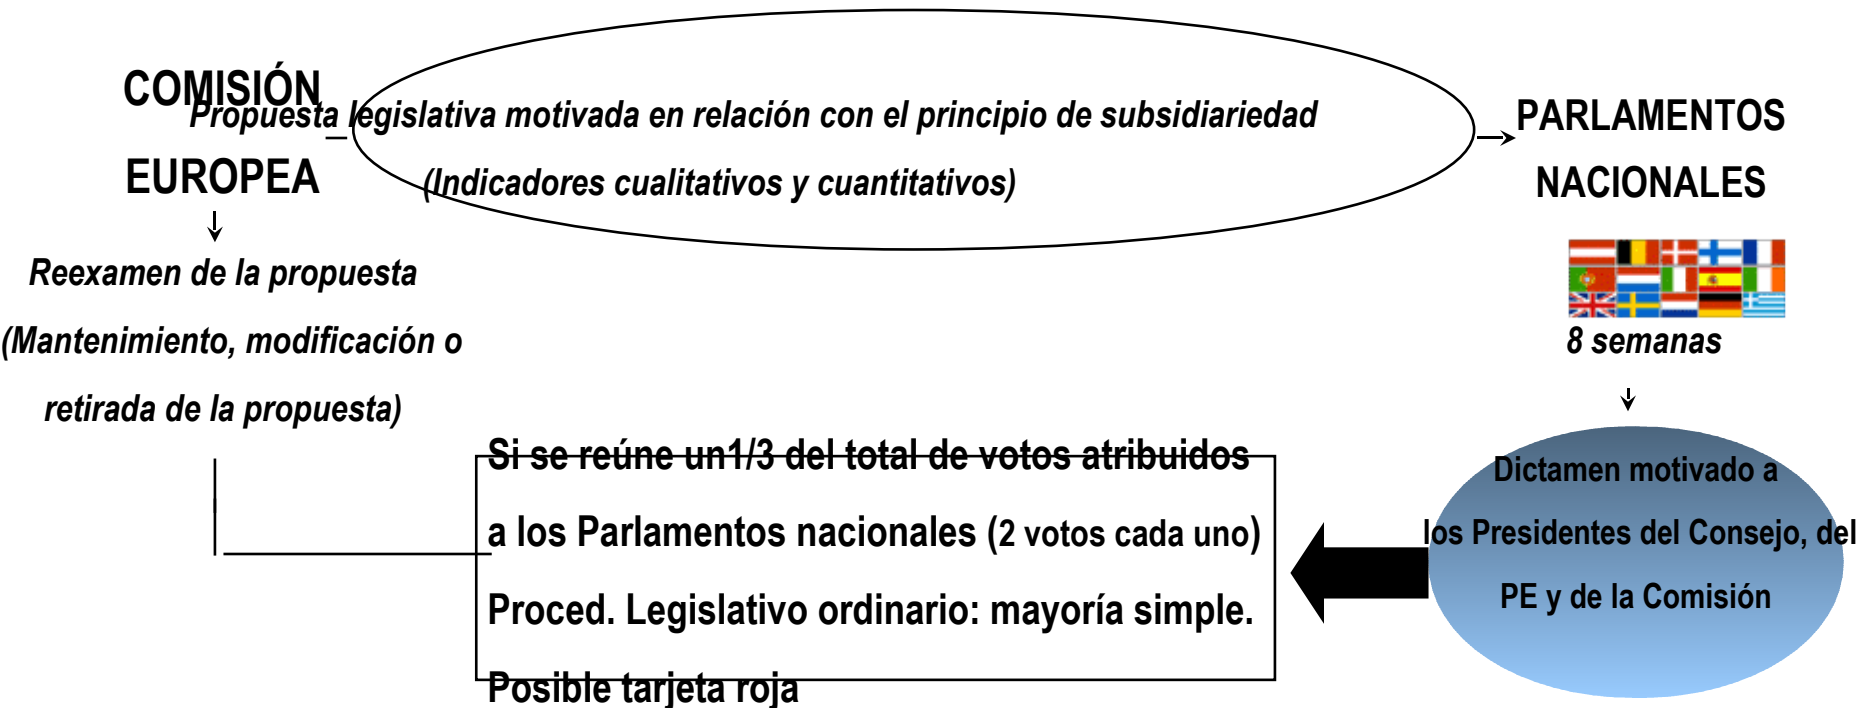 COMISIÓN
EUROPEA
Propuesta legislativa motivada en relación con el principio de subsidiariedad
(Indicadores cualitativos y cuantitativos)
PARLAMENTOS
NACIONALES
8 semanas
Dictamen motivado a
los Presidentes del Consejo, del
PE y de la Comisión
Si se reúne un1/3 del total de votos atribuidos
a los Parlamentos nacionales (2 votos cada uno)
Proced. Legislativo ordinario: mayoría simple.
Posible tarjeta roja
Reexamen de la propuesta
(Mantenimiento, modificación o
retirada de la propuesta)